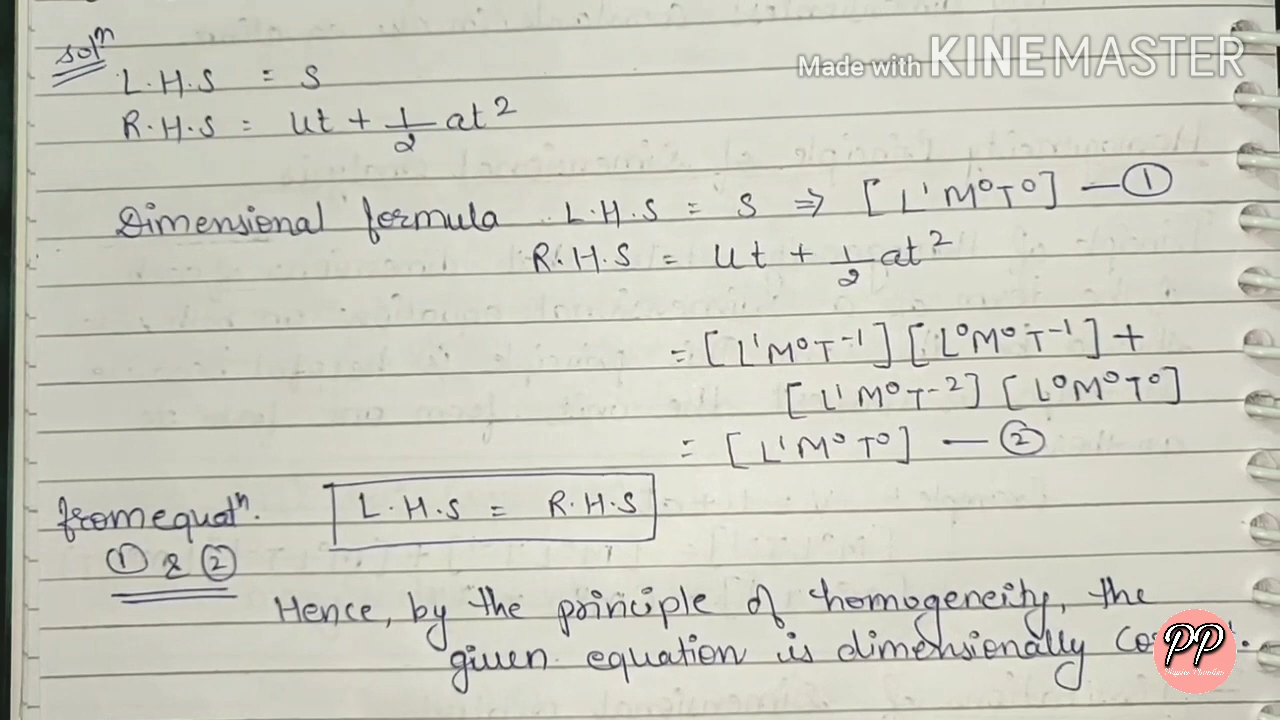 Made with KINEMASTER
Solⁿ
L.H.S = S
R.H.S = ut + 1/2 at²
Dimensional formula L.H.S = S ⇒ [L¹M⁰T⁰] — ①
R.H.S = ut + 1/2 at²
= [L¹M⁰T⁻¹] [L⁰M⁰T⁻¹] +
[L¹M⁰T⁻²] [L⁰M⁰T⁰]
= [L¹M⁰T⁰] — ②
from equatⁿ. L.H.S = R.H.S
① & ②
Hence, by the principle of homogeneity, the
given equation is dimensionally
PP